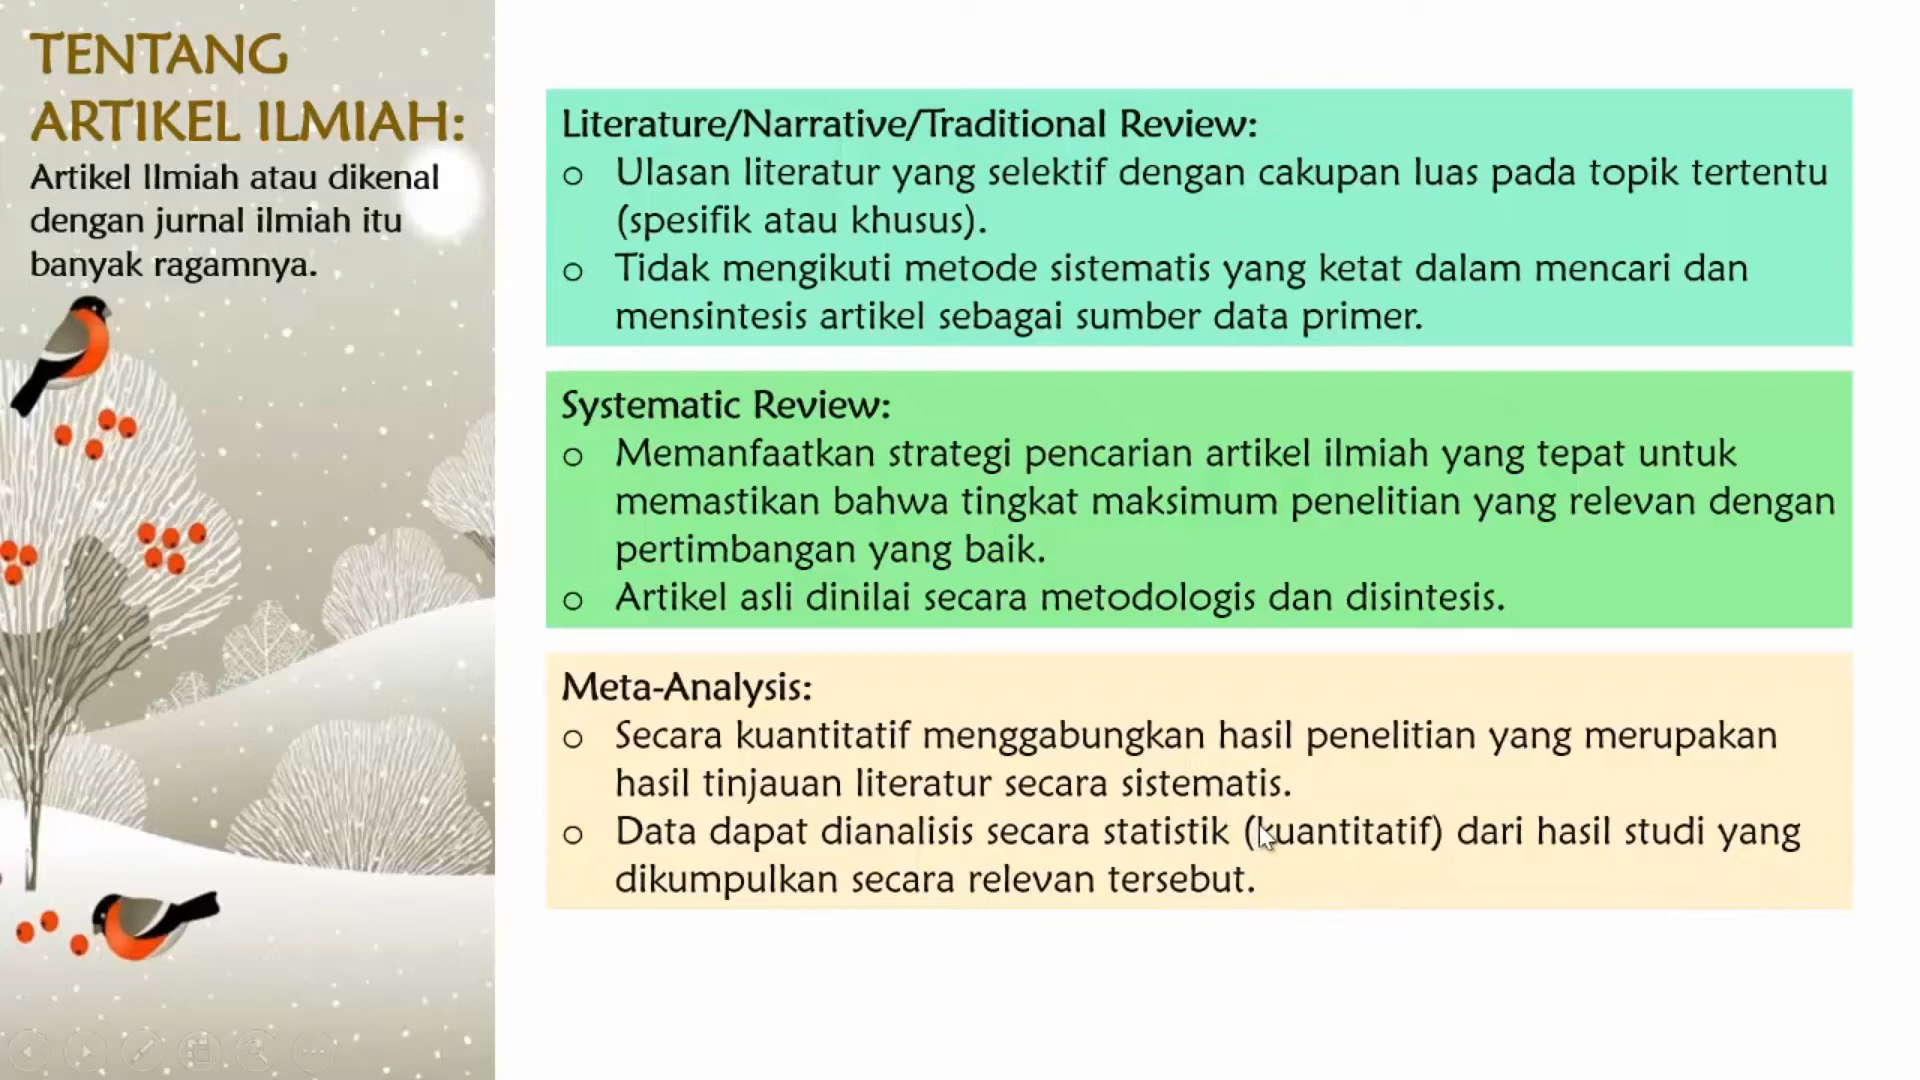 TENTANG
ARTIKEL ILMIAH:
Artikel Ilmiah atau dikenal
dengan jurnal ilmiah itu
banyak ragamnya.
Literature/Narrative/Traditional Review:
o Ulasan literatur yang selektif dengan cakupan luas pada topik tertentu
(spesifik atau khusus).
o Tidak mengikuti metode sistematis yang ketat dalam mencari dan
mensintesis artikel sebagai sumber data primer.
Systematic Review:
o Memanfaatkan strategi pencarian artikel ilmiah yang tepat untuk
memastikan bahwa tingkat maksimum penelitian yang relevan dengan
pertimbangan yang baik.
o Artikel asli dinilai secara metodologis dan disintesis.
Meta-Analysis:
o Secara kuantitatif menggabungkan hasil penelitian yang merupakan
hasil tinjauan literatur secara sistematis.
o Data dapat dianalisis secara statistik (kuantitatif) dari hasil studi yang
dikumpulkan secara relevan tersebut.